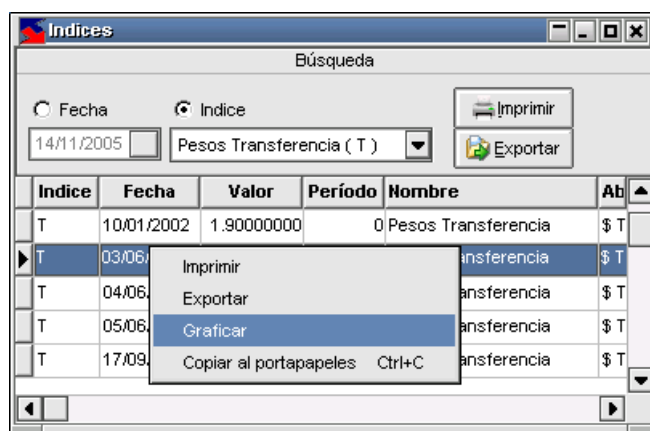 Indices
Búsqueda
Fecha Indice Imprimir
14/11/2005 Pesos Transferencia ( T ) Exportar
Indice Fecha Valor Período Nombre Ab
T 10/01/2002 1.90000000 0 Pesos Transferencia $ T
T 03/06/ ansferencia $ T
Imprimir
T 04/06/ ansferencia $ T
Exportar
T 05/06/ ansferencia $ T
Graficar
T 17/09/ ansferencia $ T
Copiar al portapapeles Ctrl+C